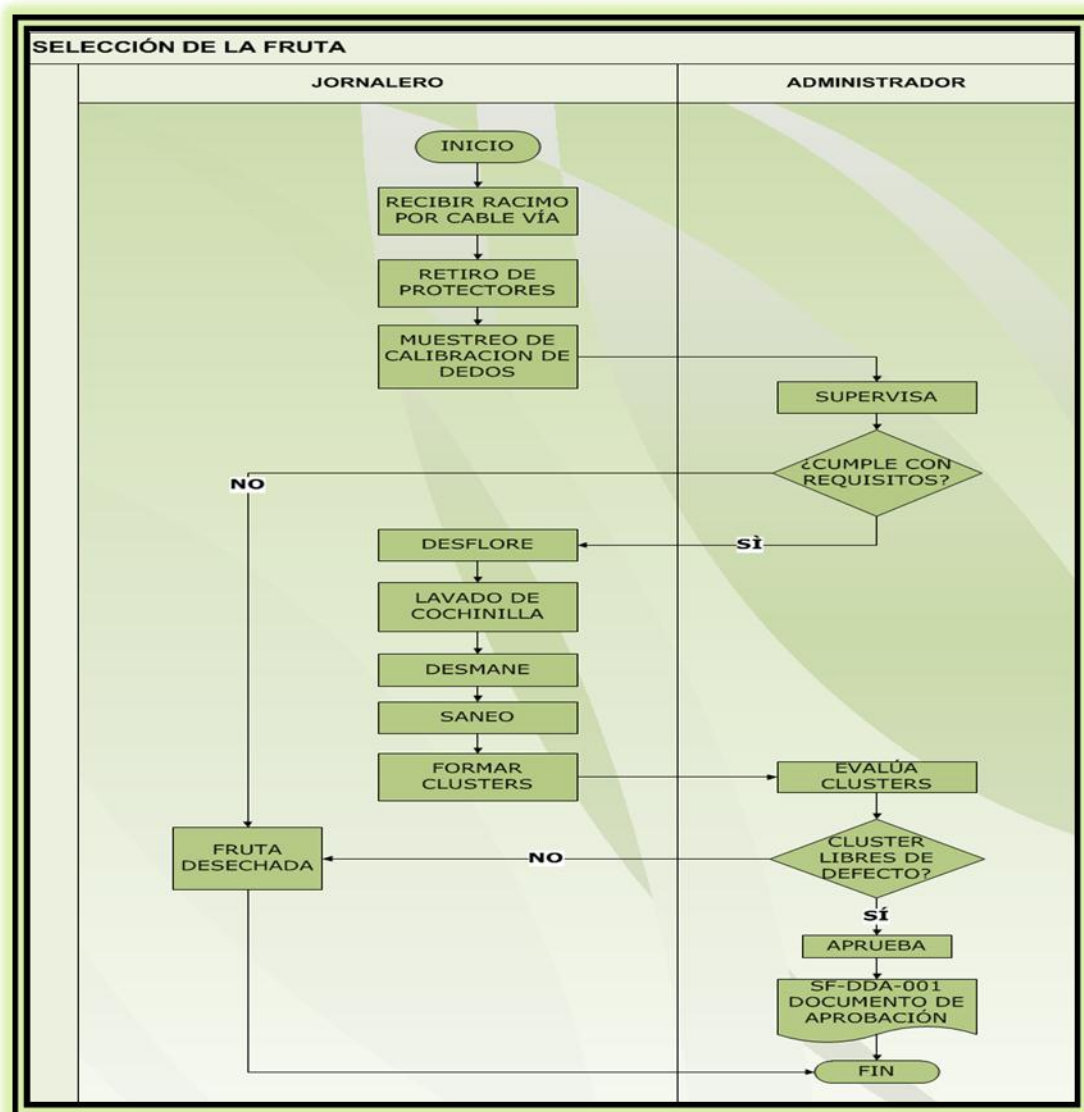 SELECCIÓN DE LA FRUTA
JORNALERO
ADMINISTRADOR
INICIO
RECIBIR RACIMO
POR CABLE VÍA
RETIRO DE
PROTECTORES
MUESTREO DE
CALIBRACION DE
DEDOS
SUPERVISA
¿CUMPLE CON
REQUISITOS?
NO
SÌ
DESFLORE
LAVADO DE
COCHINILLA
DESMANE
SANEO
FORMAR
CLUSTERS
EVALÚA
CLUSTERS
CLUSTER
LIBRES DE
DEFECTO?
NO
FRUTA
DESECHADA
SÍ
APRUEBA
SF-DDA-001
DOCUMENTO DE
APROBACIÓN
FIN